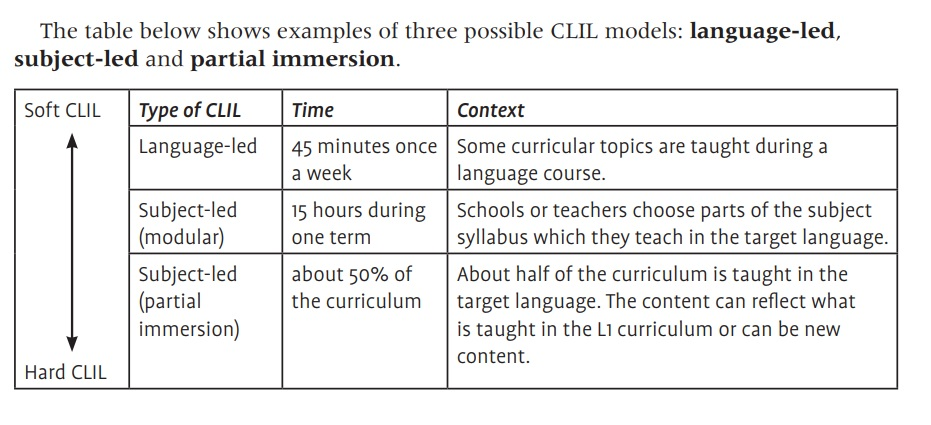 The table below shows examples of three possible CLIL models: language-led,
subject-led and partial immersion.
Soft CLIL
Type of CLIL
Time
Context
Language-led
45 minutes once
a week
Some curricular topics are taught during a
language course.
Subject-led
(modular)
15 hours during
one term
Schools or teachers choose parts of the subject
syllabus which they teach in the target language.
Subject-led
(partial
immersion)
about 50% of
the curriculum
About half of the curriculum is taught in the
target language. The content can reflect what
is taught in the L1 curriculum or can be new
content.
Hard CLIL